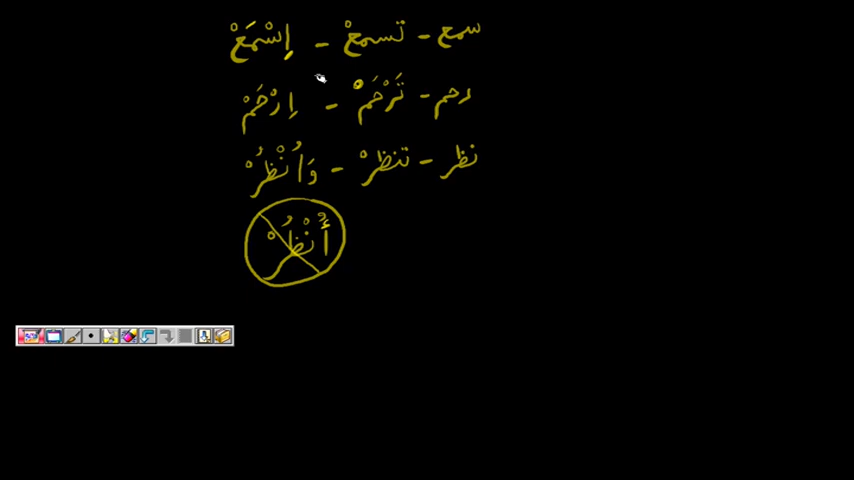 سمع - تسمعْ - اِسْمَعْ
رحم - تَرْحَمْ - اِرْحَمْ
نظر - تنظرْ - وَاُنْظُرْ
أُنْظُرْ